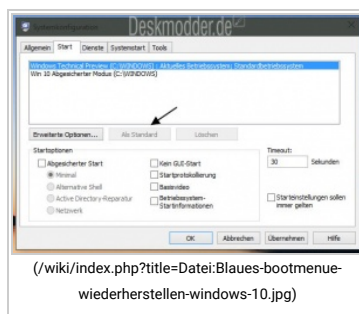 Systemkonfiguration
Deskmodder.de
Allgemein Start Dienste Systemstart Tools
Windows Technical Preview (C:\WINDOWS) : Aktuelles Betriebssystem; Standardbetriebssystem
Win 10 Abgesicherter Modus (C:\WINDOWS)
Erweiterte Optionen... Als Standard Löschen
Startoptionen
Timeout:
Abgesicherter Start Kein GUI-Start 30 Sekunden
Minimal Startprotokollierung
Alternative Shell Basisvideo
Active Directory-Reparatur Betriebssystem-Startinformationen
Starteinstellungen sollen immer gelten
Netzwerk
OK Abbrechen Übernehmen Hilfe
(/wiki/index.php?title=Datei:Blaues-bootmenue-
wiederherstellen-windows-10.jpg)